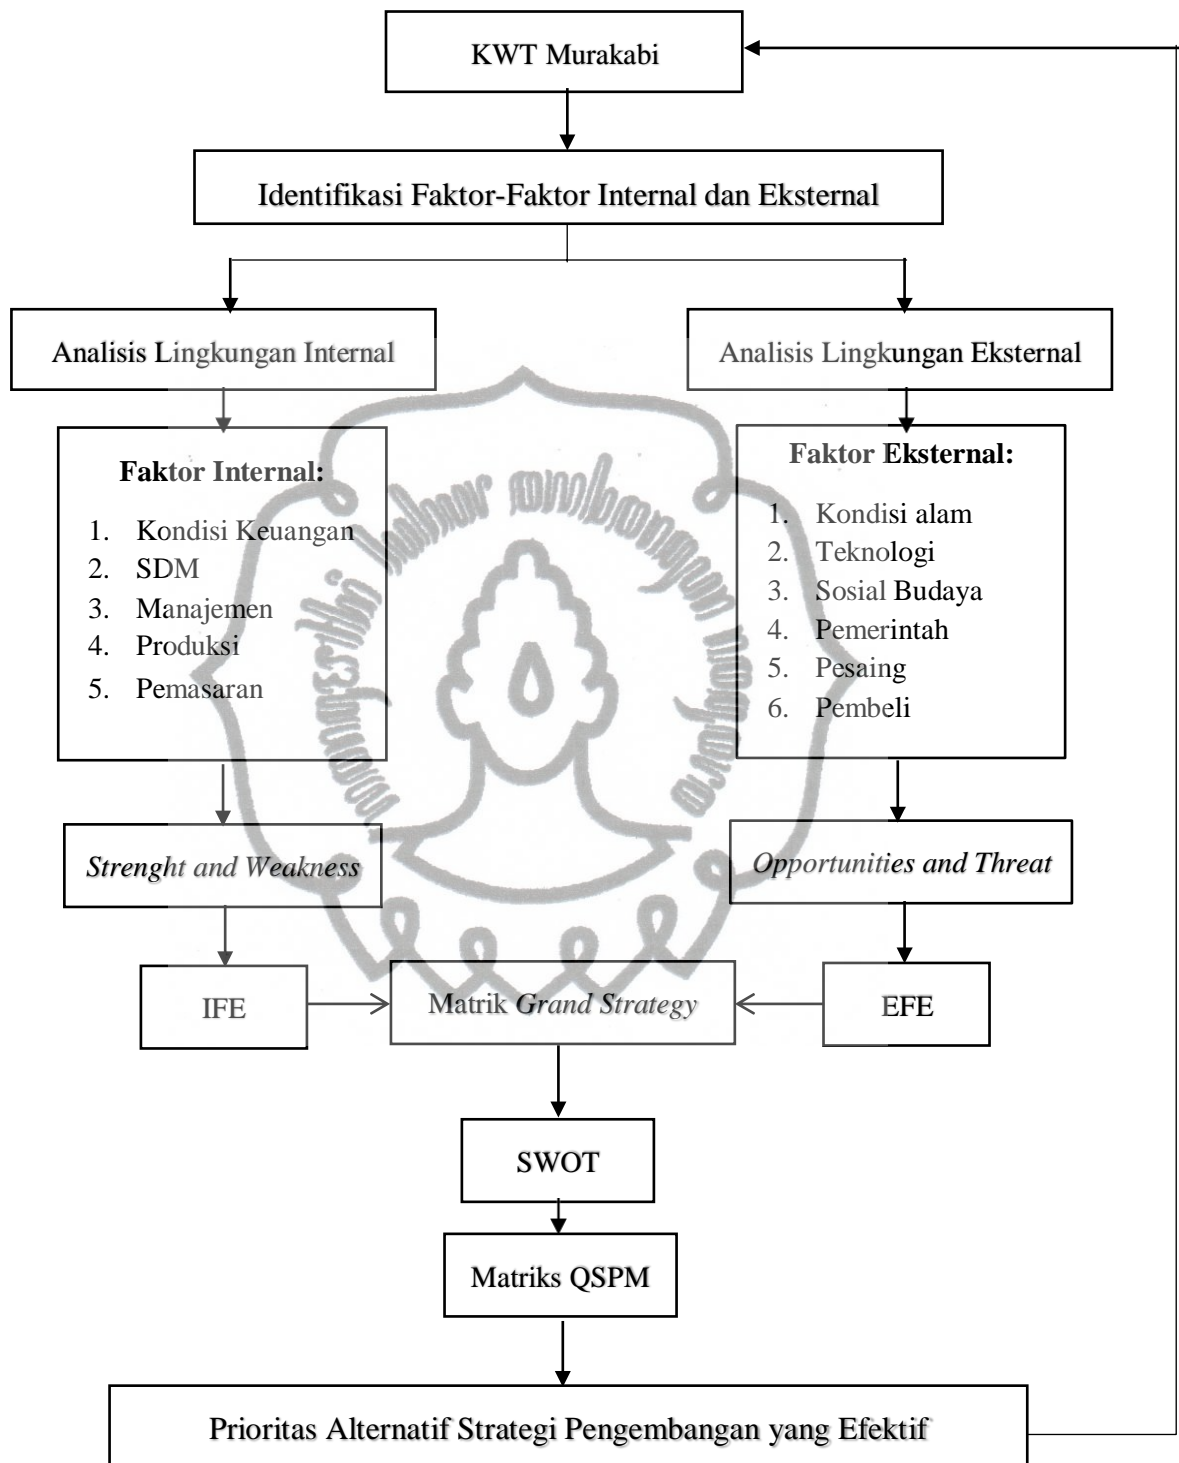 KWT Murakabi
Identifikasi Faktor-Faktor Internal dan Eksternal
Analisis Lingkungan Internal
Analisis Lingkungan Eksternal
Faktor Internal:
1. Kondisi Keuangan
2. SDM
3. Manajemen
4. Produksi
5. Pemasaran
Faktor Eksternal:
1. Kondisi alam
2. Teknologi
3. Sosial Budaya
4. Pemerintah
5. Pesaing
6. Pembeli
Strenght and Weakness
Opportunities and Threat
IFE
Matrik Grand Strategy
EFE
SWOT
Matriks QSPM
Prioritas Alternatif Strategi Pengembangan yang Efektif